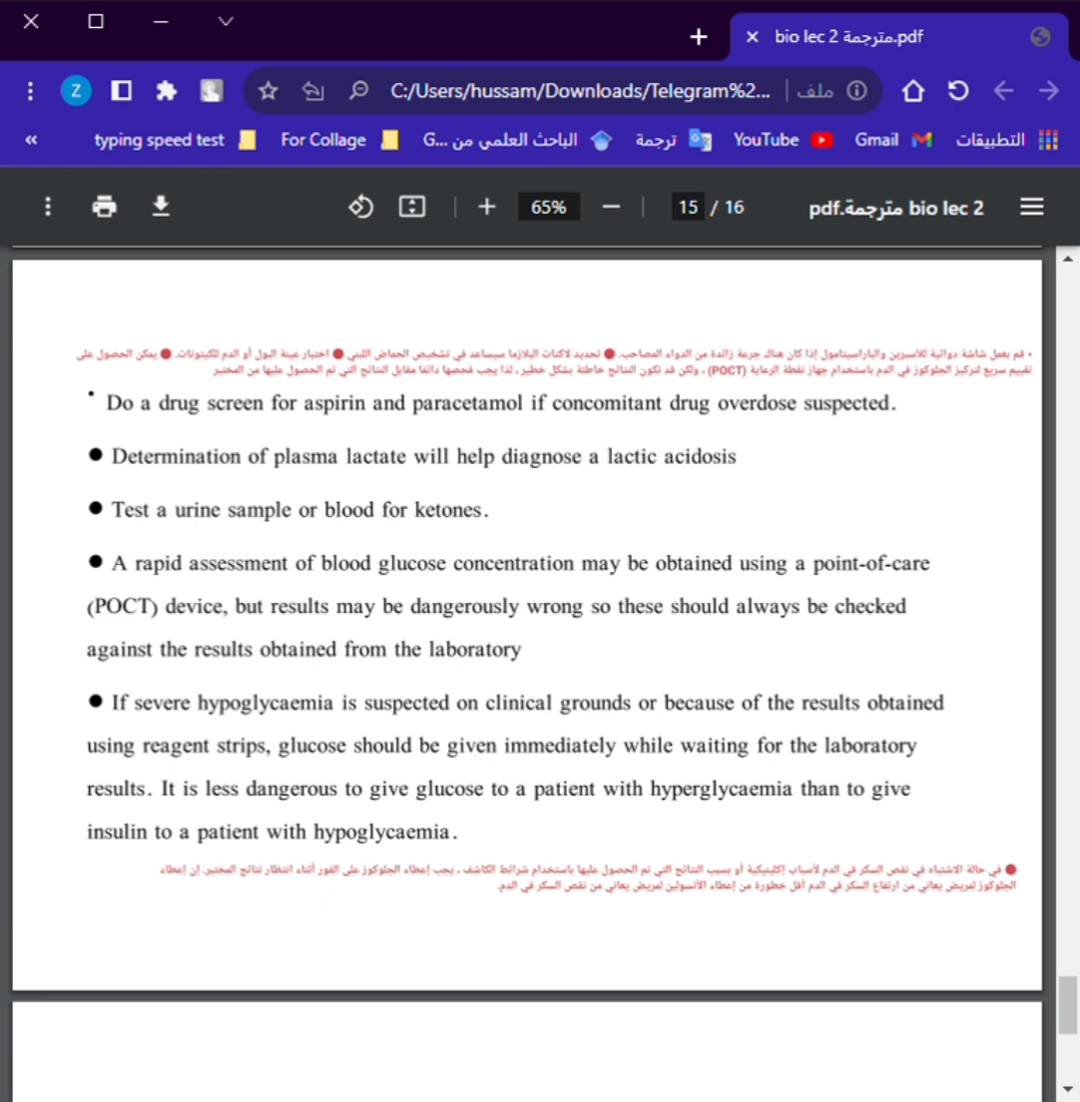 bio lec 2 مترجمة.pdf
Z
C:/Users/hussam/Downloads/Telegram%2... | ملف
typing speed test
For Collage
الباحث العلمي من G...
ترجمة
YouTube
Gmail
التطبيقات
65%
15 / 16
bio lec 2 مترجمة.pdf
• قم بعمل شاشة دوائية للأسبرين والباراسيتامول إذا كان هناك جرعة زائدة من الدواء المصاحب. ● تحديد لاكتات البلازما سيساعد في تشخيص الحماض اللبني ● اختبار عينة البول أو الدم للكيتونات. ● يمكن الحصول على
تقييم سريع لتركيز الجلوكوز في الدم باستخدام جهاز نقطة الرعاية (POCT) ، ولكن قد تكون النتائج خاطئة بشكل خطير ، لذا يجب فحصها دائمًا مقابل النتائج التي تم الحصول عليها من المختبر
• Do a drug screen for aspirin and paracetamol if concomitant drug overdose suspected.
● Determination of plasma lactate will help diagnose a lactic acidosis
● Test a urine sample or blood for ketones.
● A rapid assessment of blood glucose concentration may be obtained using a point-of-care
(POCT) device, but results may be dangerously wrong so these should always be checked
against the results obtained from the laboratory
● If severe hypoglycaemia is suspected on clinical grounds or because of the results obtained
using reagent strips, glucose should be given immediately while waiting for the laboratory
results. It is less dangerous to give glucose to a patient with hyperglycaemia than to give
insulin to a patient with hypoglycaemia.
● في حالة الاشتباه في نقص السكر في الدم لأسباب إكلينيكية أو بسبب النتائج التي تم الحصول عليها باستخدام شرائط الكاشف ، يجب إعطاء الجلوكوز على الفور أثناء انتظار نتائج المختبر. إن إعطاء
الجلوكوز لمريض يعاني من ارتفاع السكر في الدم أقل خطورة من إعطاء الأنسولين لمريض يعاني من نقص السكر في الدم.